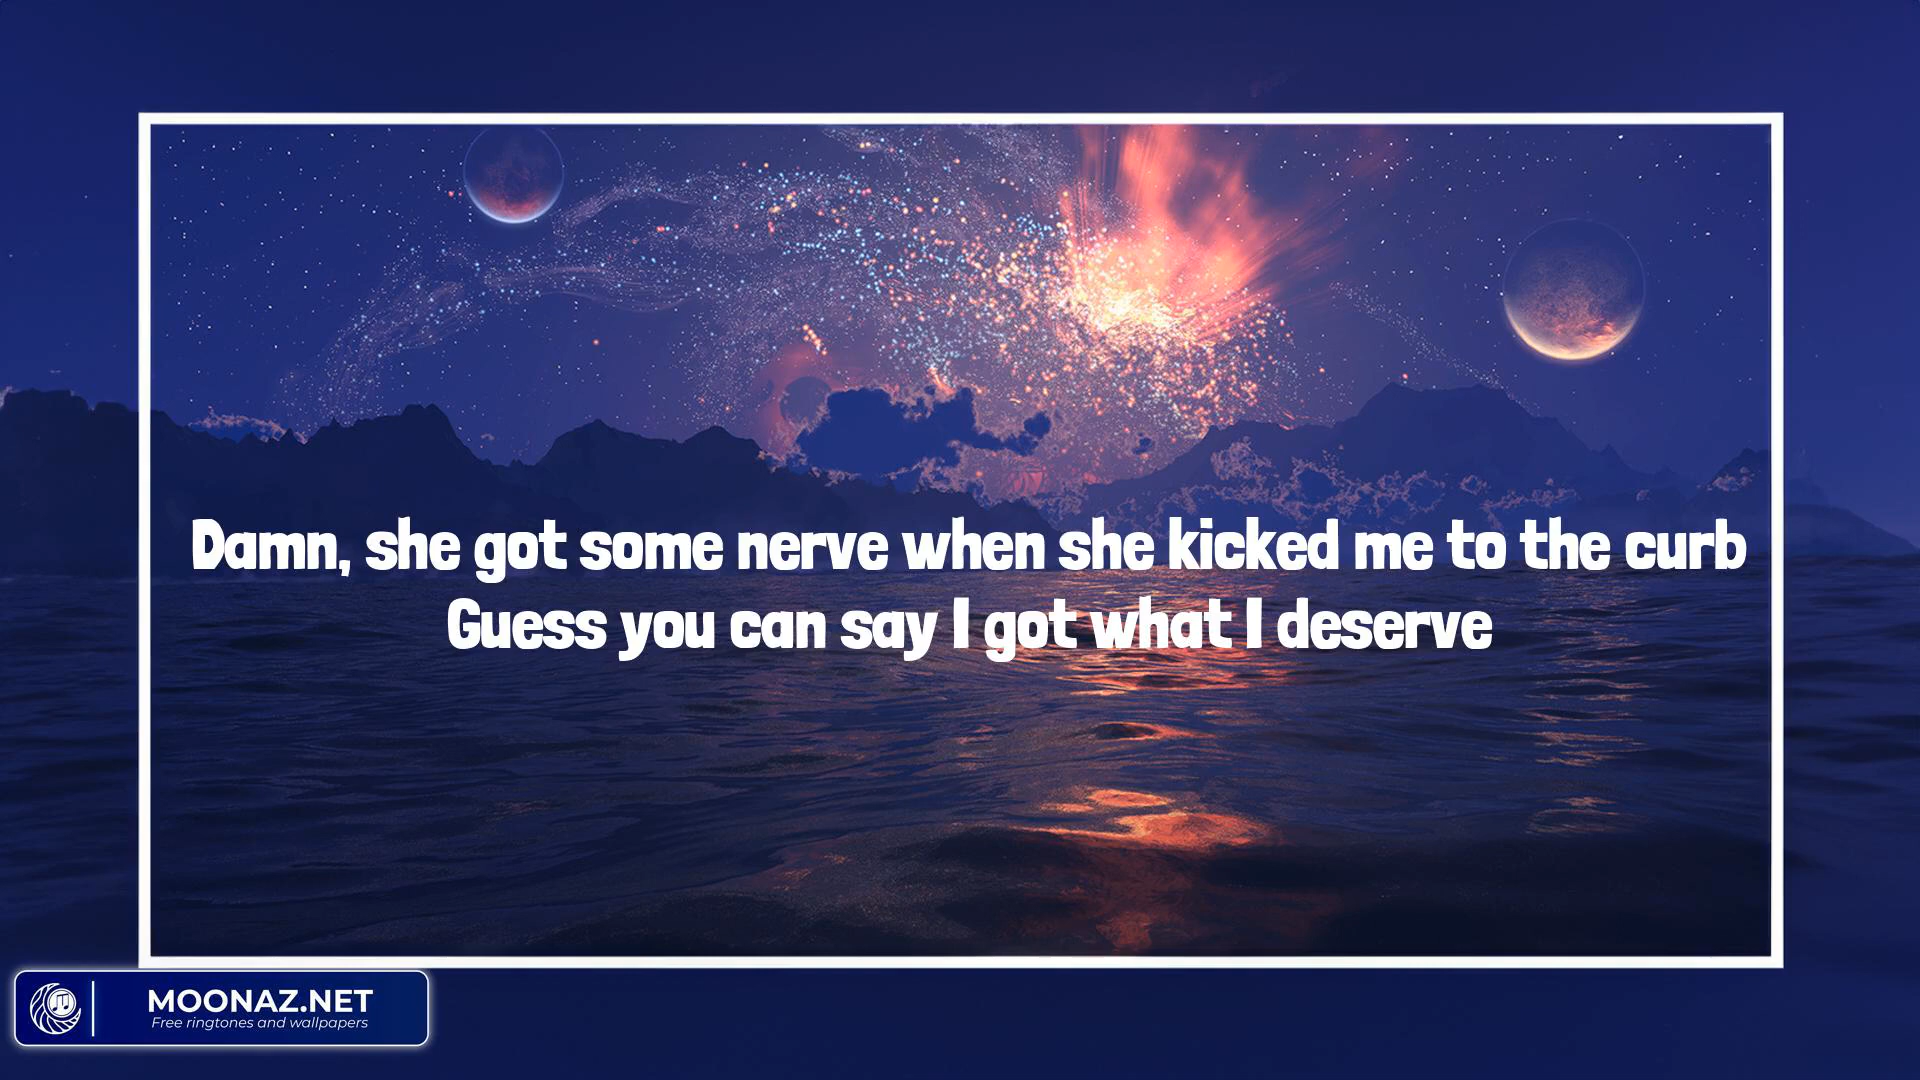 Damn, she got some nerve when she kicked me to the curb
Guess you can say I got what I deserve
MOONAZ.NET
Free ringtones and wallpapers